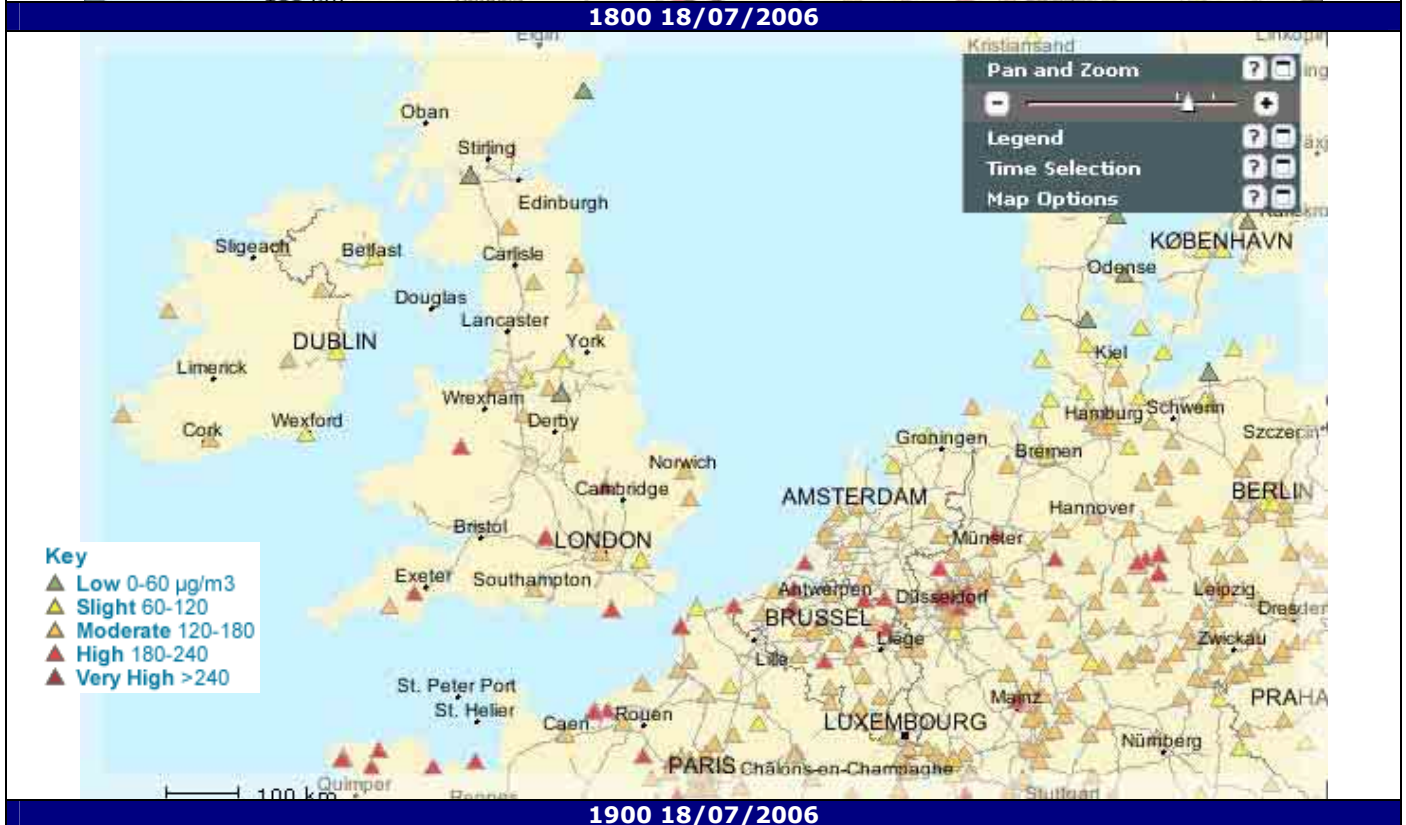 1800 18/07/2006
Elgin
Kristiansand
Pan and Zoom
Legend
Time Selection
Map Options
Oban
Stirling
Edinburgh
KØBENHAVN
Odense
Sligeach
Belfast
Carlisle
Douglas
Lancaster
York
DUBLIN
Kiel
Limerick
Wrexham
Derby
Hamburg
Schwerin
Wexford
Cork
Groningen
Bremen
Szczecin
Norwich
Cambridge
AMSTERDAM
BERLIN
Hannover
Bristol
LONDON
Münster
Key
Low 0-60 µg/m3
Slight 60-120
Moderate 120-180
High 180-240
Very High >240
Exeter
Southampton
Antwerpen
Düsseldorf
Leipzig
Dresden
BRUSSEL
Liège
Zwickau
Lille
St. Peter Port
St. Helier
Mainz
PRAHA
Caen
Rouen
LUXEMBOURG
Nürnberg
PARIS
Châlons-en-Champagne
Quimper
Rennes
Stuttgart
100 km
1900 18/07/2006